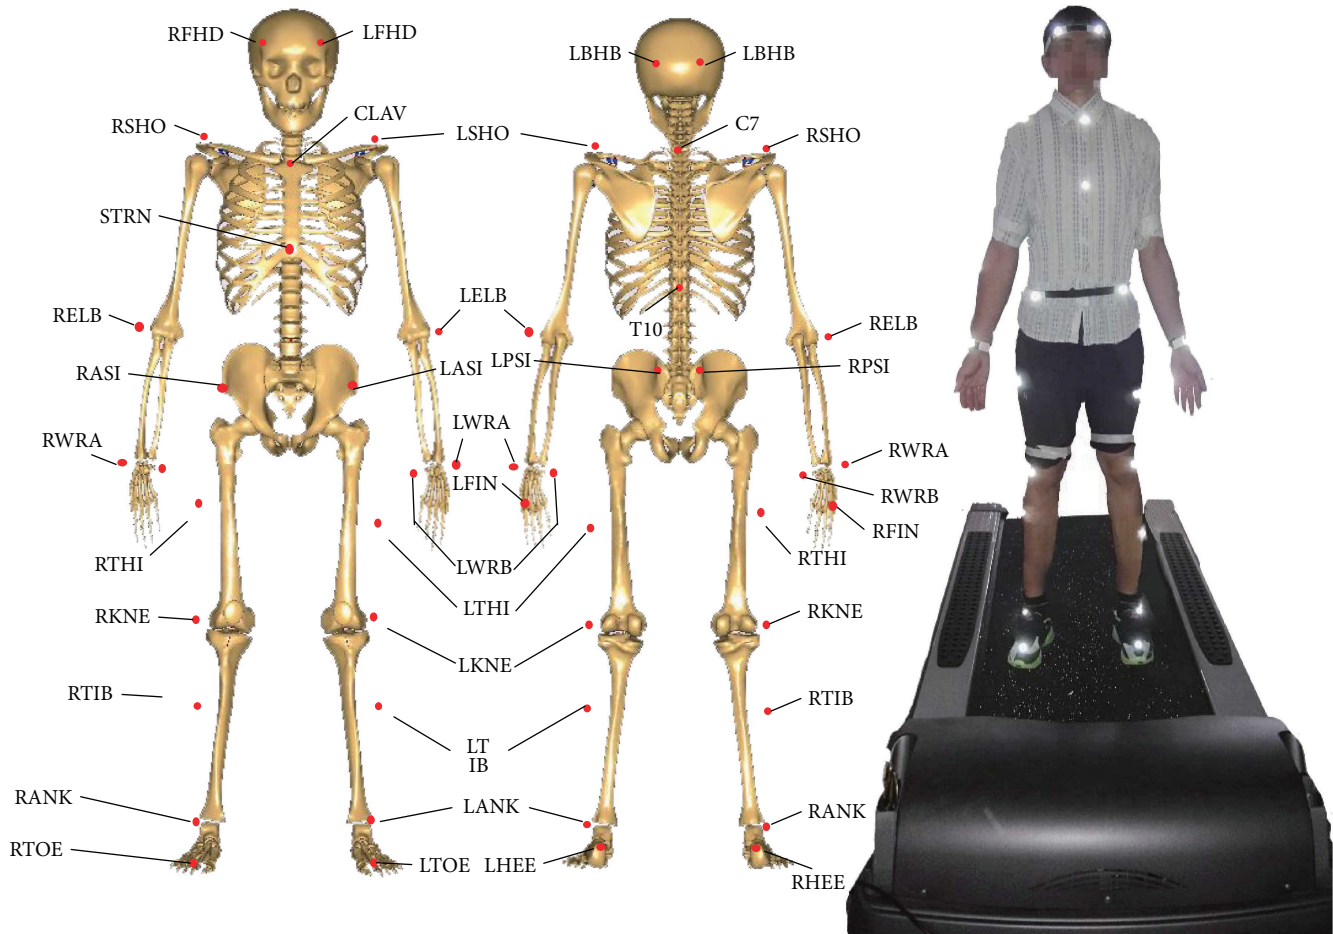 RFHD
LFHD
LBHB
LBHB
CLAV
RSHO
LSHO
C7
RSHO
STRN
RELB
LELB
T10
RELB
RASI
LASI
LPSI
RPSI
RWRA
LWRA
RWRA
LFIN
RWRB
RFIN
RTHI
LWRB
RTHI
LTHI
RKNE
RKNE
LKNE
RTIB
RTIB
LT
IB
RANK
LANK
RANK
RTOE
LTOE
LHEE
RHEE